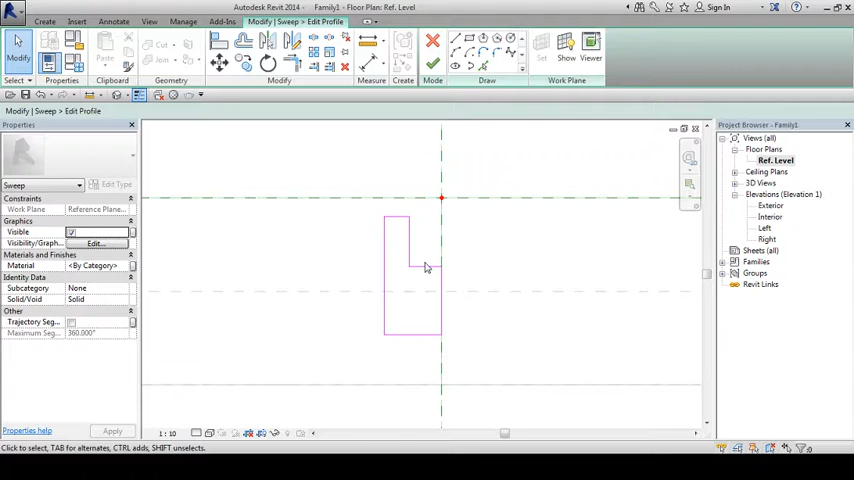 Autodesk Revit 2014 - Family1 - Floor Plan: Ref. Level
Sign In
Create Insert Annotate View Manage Add-Ins Modify | Sweep > Edit Profile
Modify
Paste
Cut
Join
Set Show Viewer
Select Properties Clipboard Geometry Modify Measure Create Mode Draw Work Plane
Modify | Sweep > Edit Profile
Properties
Sweep
Edit Type
Constraints
Work Plane Reference Plane...
Graphics
Visible
Visibility/Graph... Edit...
Materials and Finishes
Material <By Category>
Identity Data
Subcategory None
Solid/Void Solid
Other
Trajectory Seg...
Maximum Seg... 360.000°
Properties help
Apply
Project Browser - Family1
Views (all)
Floor Plans
Ref. Level
Ceiling Plans
3D Views
Elevations (Elevation 1)
Exterior
Interior
Left
Right
Sheets (all)
Families
Groups
Revit Links
1 : 10
Click to select, TAB for alternates, CTRL adds, SHIFT unselects.
:0